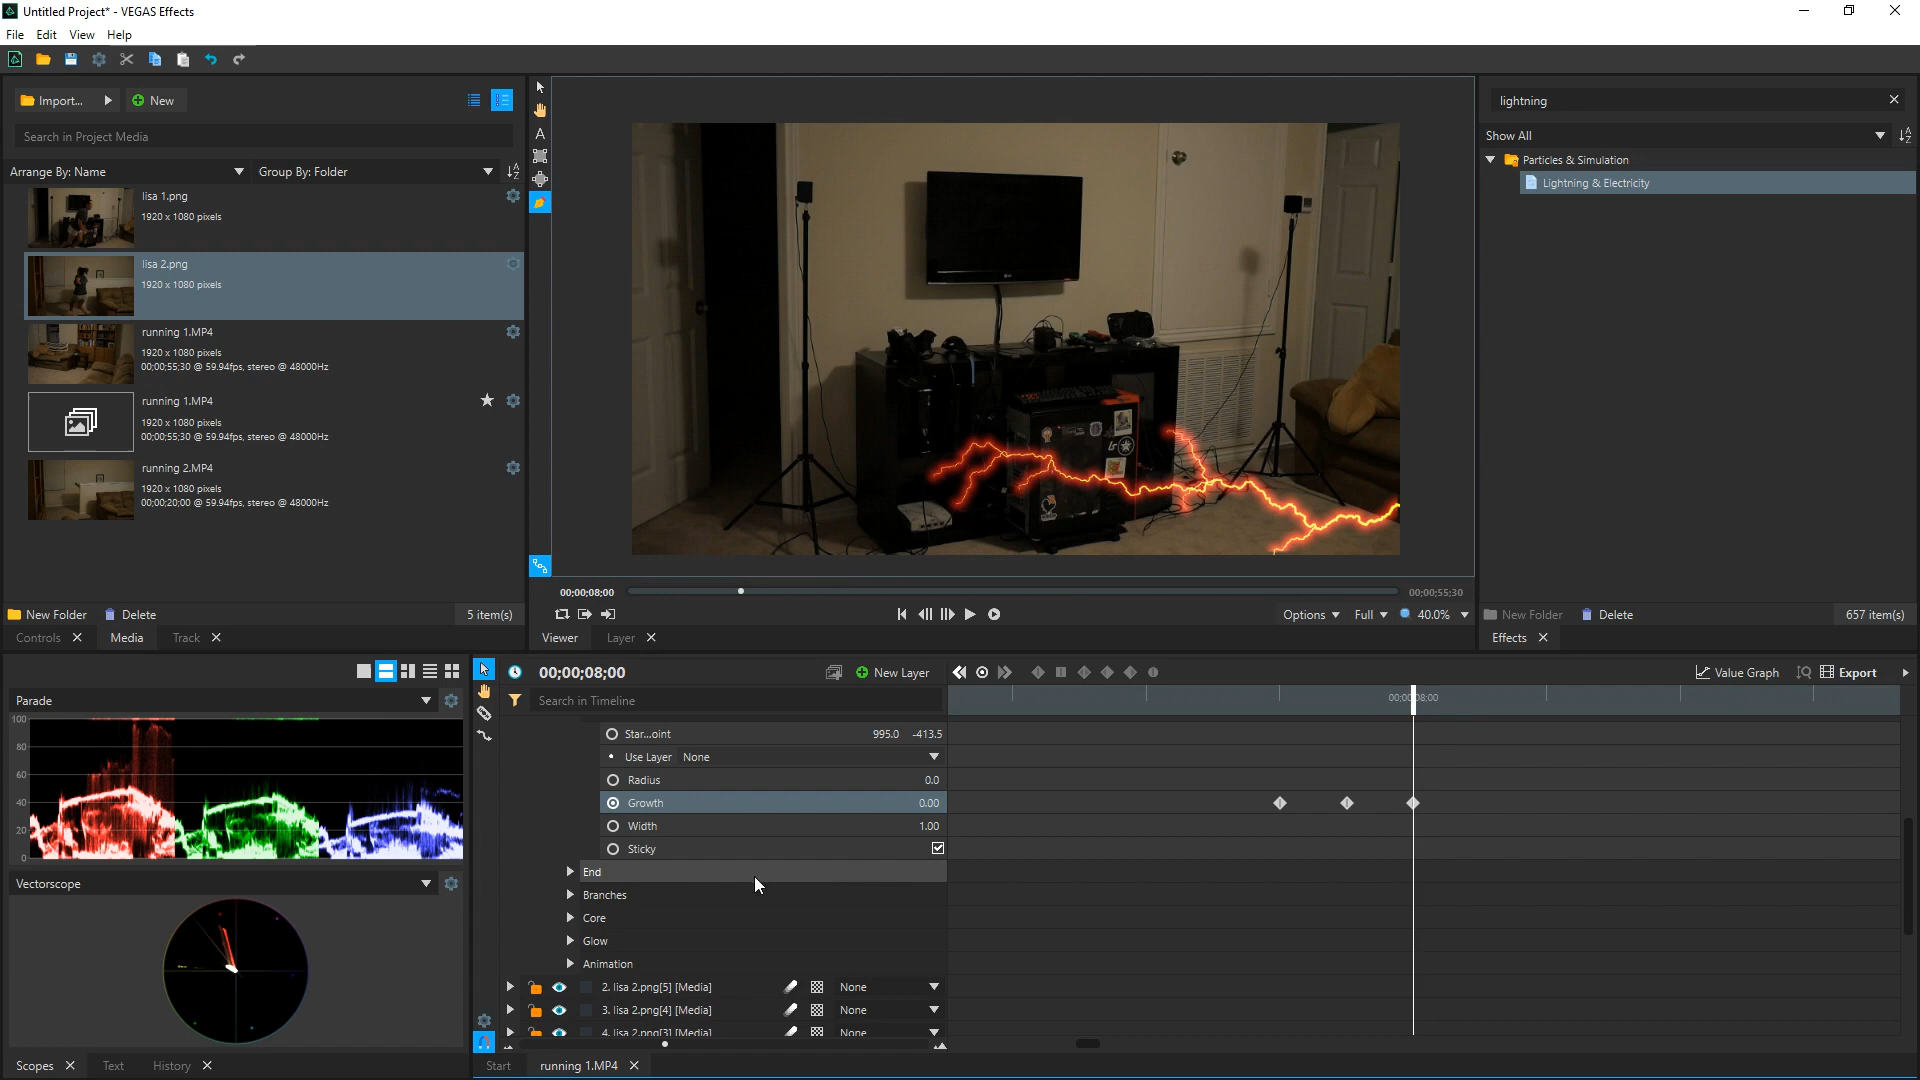 Untitled Project* - VEGAS Effects
File Edit View Help
Import... New
Search in Project Media
Arrange By: Name Group By: Folder
lisa 1.png
1920 x 1080 pixels
lisa 2.png
1920 x 1080 pixels
running 1.MP4
1920 x 1080 pixels
00;00;55;30 @ 59.94fps, stereo @ 48000Hz
running 1.MP4
1920 x 1080 pixels
00;00;55;30 @ 59.94fps, stereo @ 48000Hz
running 2.MP4
1920 x 1080 pixels
00;00;20;00 @ 59.94fps, stereo @ 48000Hz
New Folder Delete 5 item(s)
Controls Media Track
00;00;08;00 00;00;55;30
Options Full 40.0%
Viewer Layer
lightning
Show All
Particles & Simulation
Lightning & Electricity
New Folder Delete 657 item(s)
Effects
Parade
100
80
60
40
20
0
Vectorscope
Scopes Text History
00;00;08;00 New Layer Value Graph Export
Search in Timeline 00;00;08;00
Star...oint 995.0 -413.5
Use Layer None
Radius 0.0
Growth 0.00
Width 1.00
Sticky
End
Branches
Core
Glow
Animation
2. lisa 2.png[5] [Media] None
3. lisa 2.png[4] [Media] None
4. lisa 2.png[3] [Media] None
Start running 1.MP4